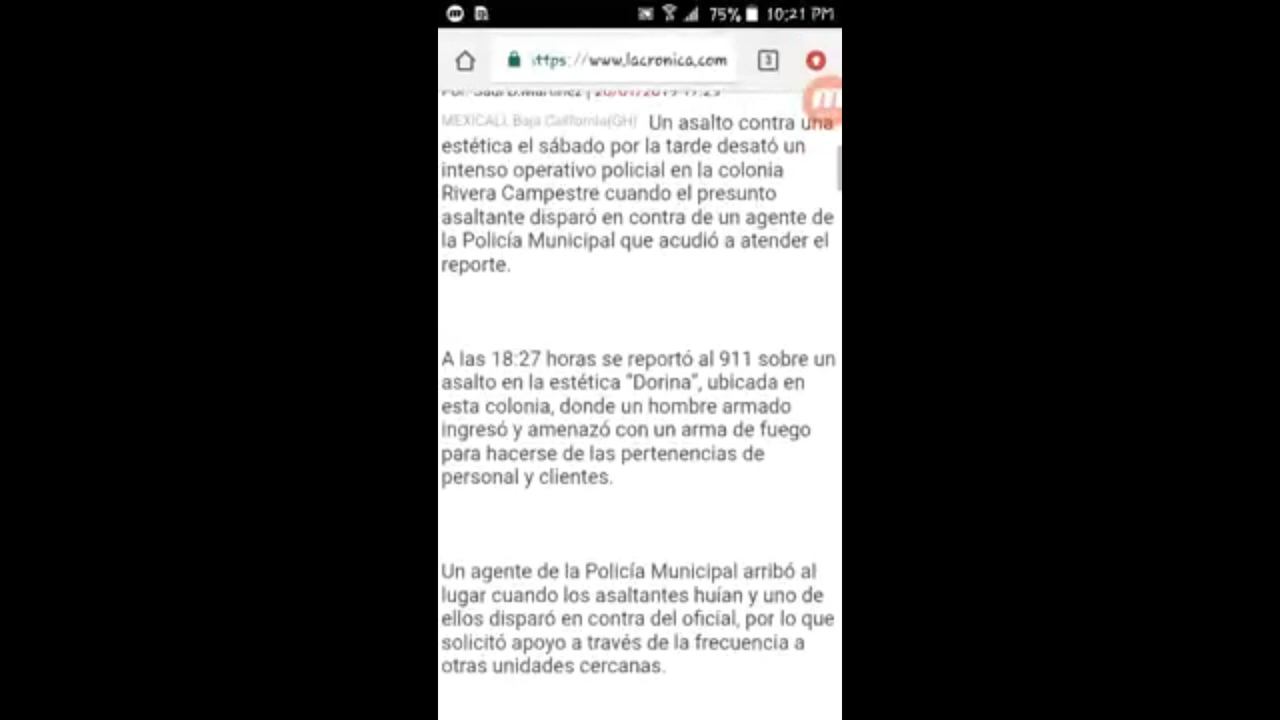 75% 10:21 PM
ttps://www.lacronica.com
3
MEXICALI, Baja California(GH) Un asalto contra una
estética el sábado por la tarde desató un
intenso operativo policial en la colonia
Rivera Campestre cuando el presunto
asaltante disparó en contra de un agente de
la Policía Municipal que acudió a atender el
reporte.
A las 18:27 horas se reportó al 911 sobre un
asalto en la estética "Dorina", ubicada en
esta colonia, donde un hombre armado
ingresó y amenazó con un arma de fuego
para hacerse de las pertenencias de
personal y clientes.
Un agente de la Policía Municipal arribó al
lugar cuando los asaltantes huían y uno de
ellos disparó en contra del oficial, por lo que
solicitó apoyo a través de la frecuencia a
otras unidades cercanas.